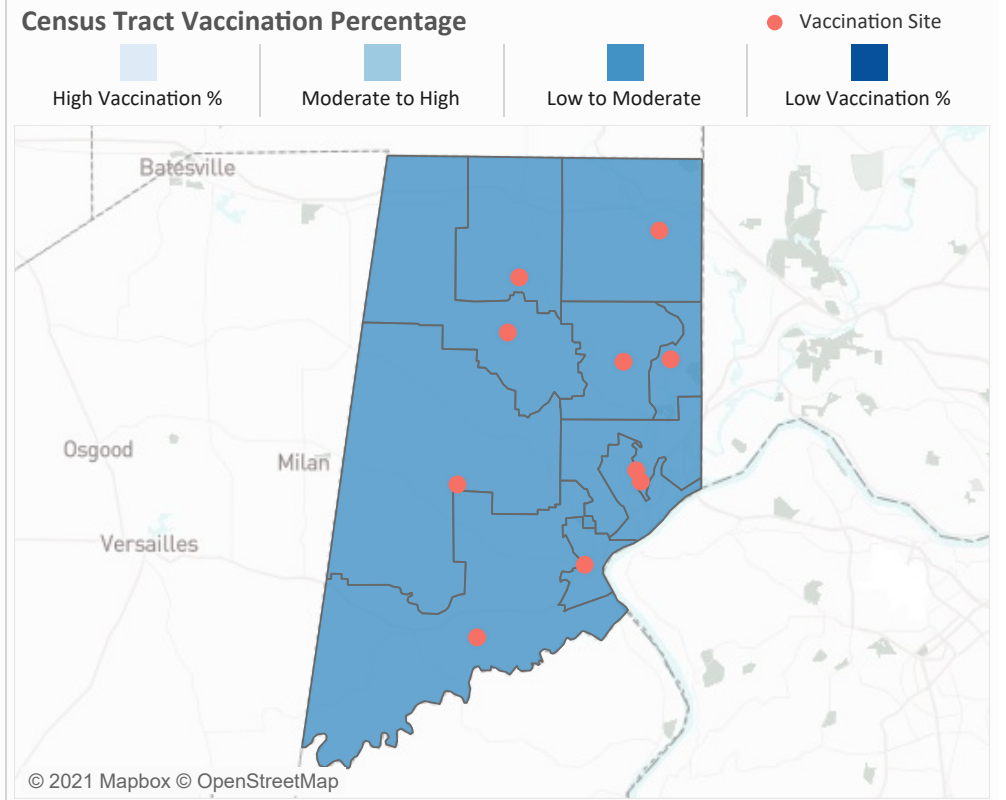 Census Tract Vaccination Percentage
Vaccination Site
High Vaccination %
Moderate to High
Low to Moderate
Low Vaccination %
Batesville
Osgood
Milan
Versailles
© 2021 Mapbox © OpenStreetMap